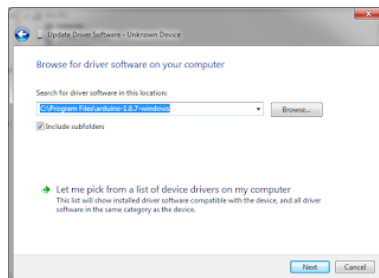 Update Driver Software - Unknown Device
Browse for driver software on your computer
Search for driver software in this location:
C:\Program Files\arduino-1.6.7-windows
Browse...
Include subfolders
Let me pick from a list of device drivers on my computer
This list will show installed driver software compatible with the device, and all driver
software in the same category as the device.
Next
Cancel